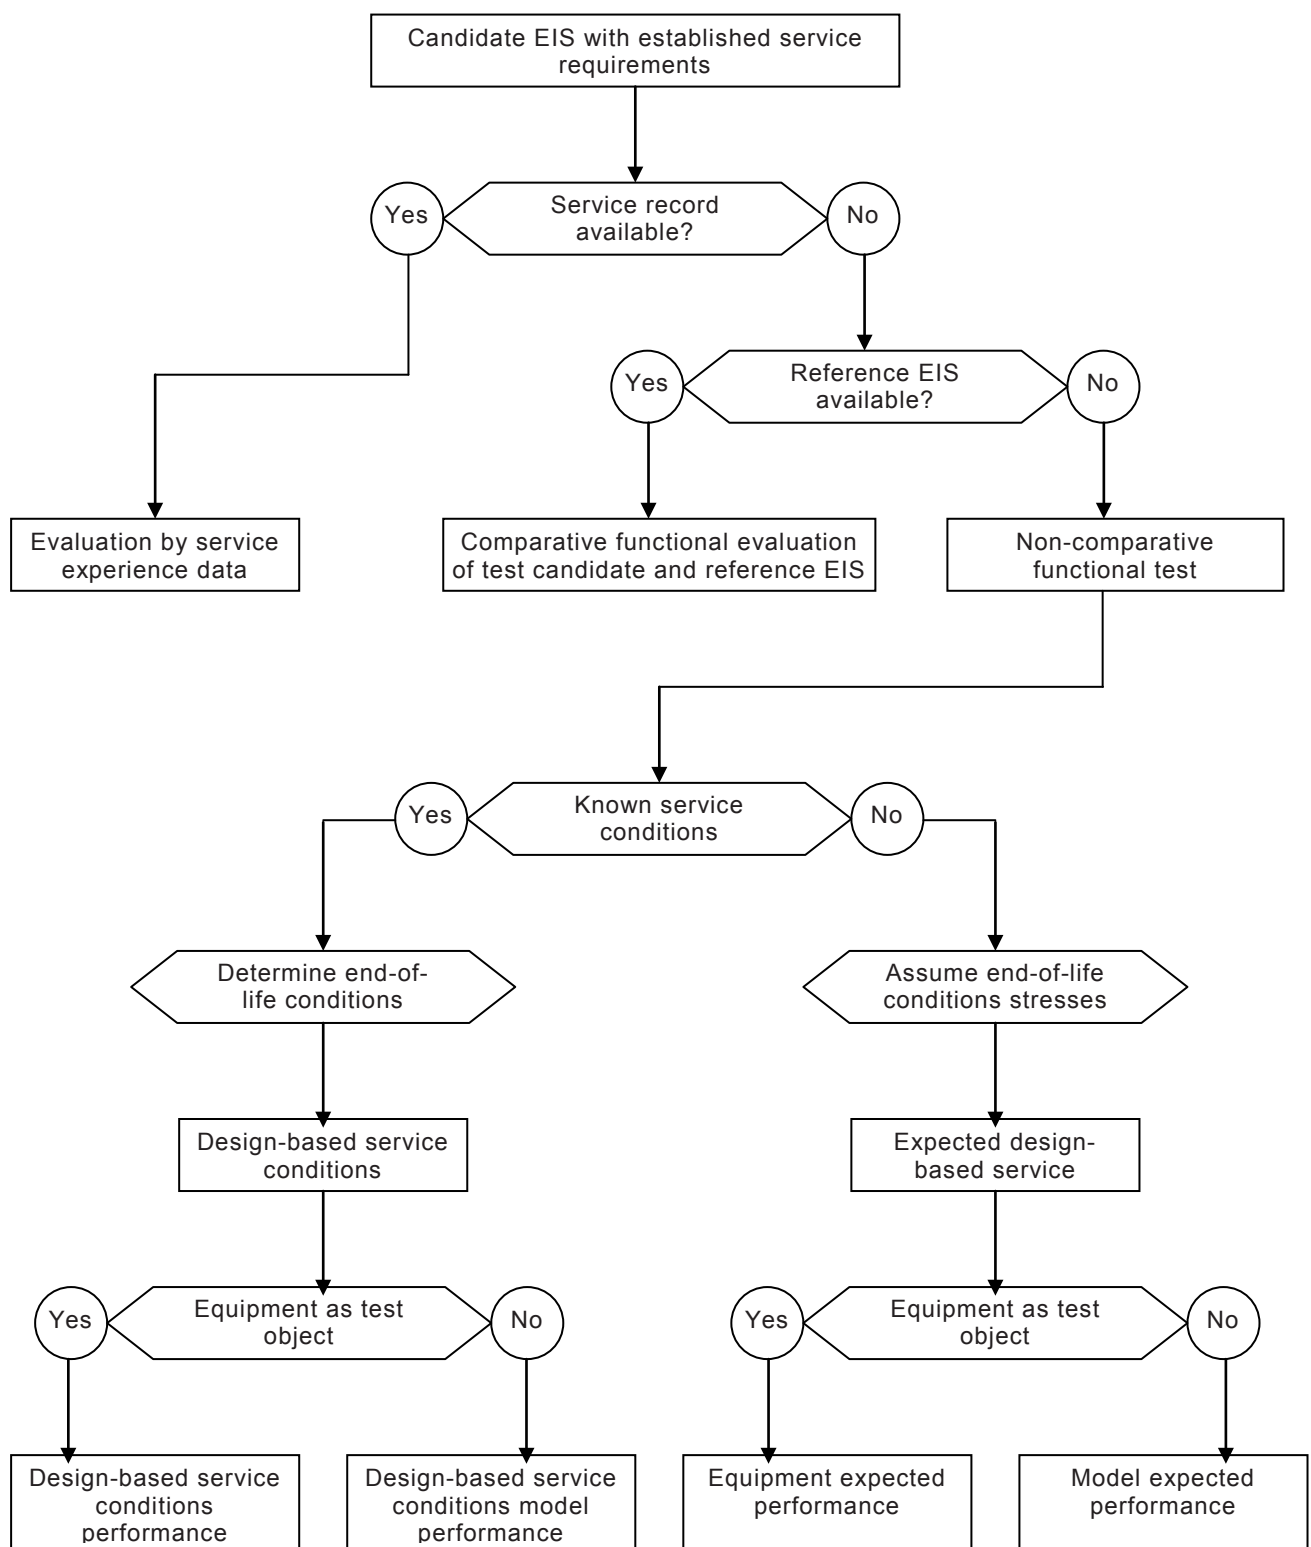 Candidate EIS with established service
requirements
Yes
Service record
available?
No
Yes
Reference EIS
available?
No
Evaluation by service
experience data
Comparative functional evaluation
of test candidate and reference EIS
Non-comparative
functional test
Yes
Known service
conditions
No
Determine end-of-
life conditions
Assume end-of-life
conditions stresses
Design-based service
conditions
Expected design-
based service
Yes
Equipment as test
object
No
Yes
Equipment as test
object
No
Design-based service
conditions
performance
Design-based service
conditions model
performance
Equipment expected
performance
Model expected
performance